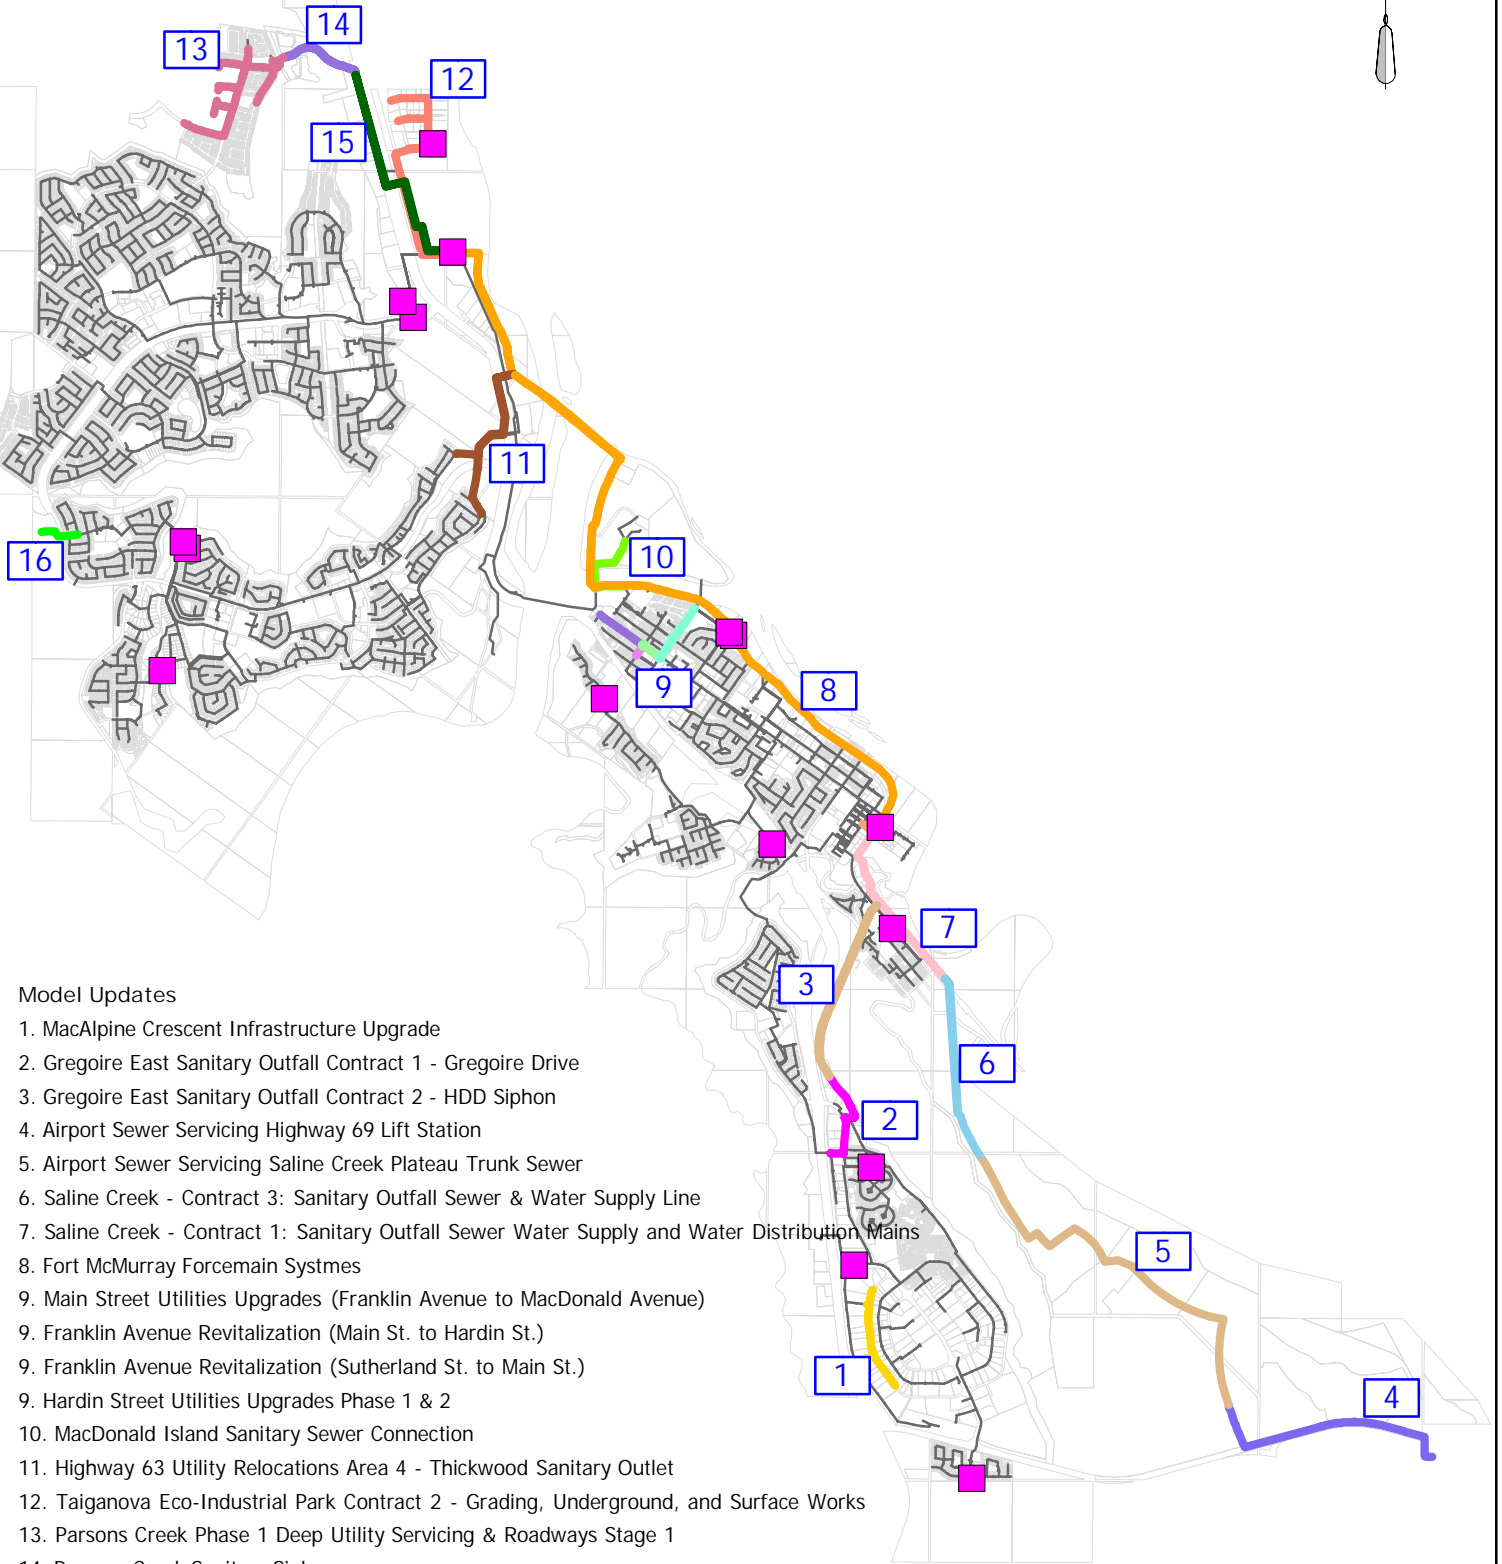 14
13
12
15
11
16
10
9
8
7
3
6
2
5
1
4
Model Updates
1. MacAlpine Crescent Infrastructure Upgrade
2. Gregoire East Sanitary Outfall Contract 1 - Gregoire Drive
3. Gregoire East Sanitary Outfall Contract 2 - HDD Siphon
4. Airport Sewer Servicing Highway 69 Lift Station
5. Airport Sewer Servicing Saline Creek Plateau Trunk Sewer
6. Saline Creek - Contract 3: Sanitary Outfall Sewer & Water Supply Line
7. Saline Creek - Contract 1: Sanitary Outfall Sewer Water Supply and Water Distribution Mains
8. Fort McMurray Forcemain Systmes
9. Main Street Utilities Upgrades (Franklin Avenue to MacDonald Avenue)
9. Franklin Avenue Revitalization (Main St. to Hardin St.)
9. Franklin Avenue Revitalization (Sutherland St. to Main St.)
9. Hardin Street Utilities Upgrades Phase 1 & 2
10. MacDonald Island Sanitary Sewer Connection
11. Highway 63 Utility Relocations Area 4 - Thickwood Sanitary Outlet
12. Taiganova Eco-Industrial Park Contract 2 - Grading, Underground, and Surface Works
13. Parsons Creek Phase 1 Deep Utility Servicing & Roadways Stage 1